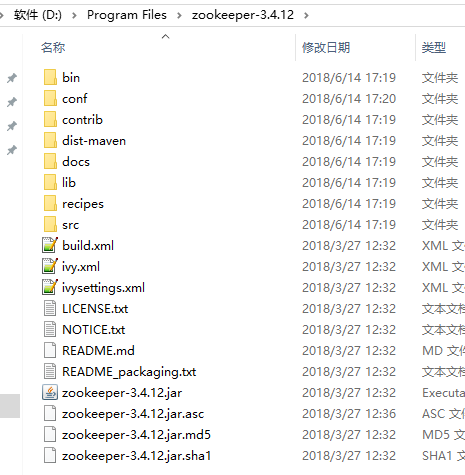 软件 (D:) > Program Files > zookeeper-3.4.12 >
名称 修改日期 类型
bin 2018/6/14 17:19 文件夹
conf 2018/6/14 17:20 文件夹
contrib 2018/6/14 17:19 文件夹
dist-maven 2018/6/14 17:19 文件夹
docs 2018/6/14 17:19 文件夹
lib 2018/6/14 17:19 文件夹
recipes 2018/6/14 17:19 文件夹
src 2018/6/14 17:19 文件夹
build.xml 2018/3/27 12:32 XML 文
ivy.xml 2018/3/27 12:32 XML 文
ivysettings.xml 2018/3/27 12:32 XML 文
LICENSE.txt 2018/3/27 12:32 文本文档
NOTICE.txt 2018/3/27 12:32 文本文档
README.md 2018/3/27 12:32 MD 文件
README_packaging.txt 2018/3/27 12:32 文本文档
zookeeper-3.4.12.jar 2018/3/27 12:32 Executa
zookeeper-3.4.12.jar.asc 2018/3/27 12:36 ASC 文件
zookeeper-3.4.12.jar.md5 2018/3/27 12:32 MD5 文
zookeeper-3.4.12.jar.sha1 2018/3/27 12:32 SHA1 文